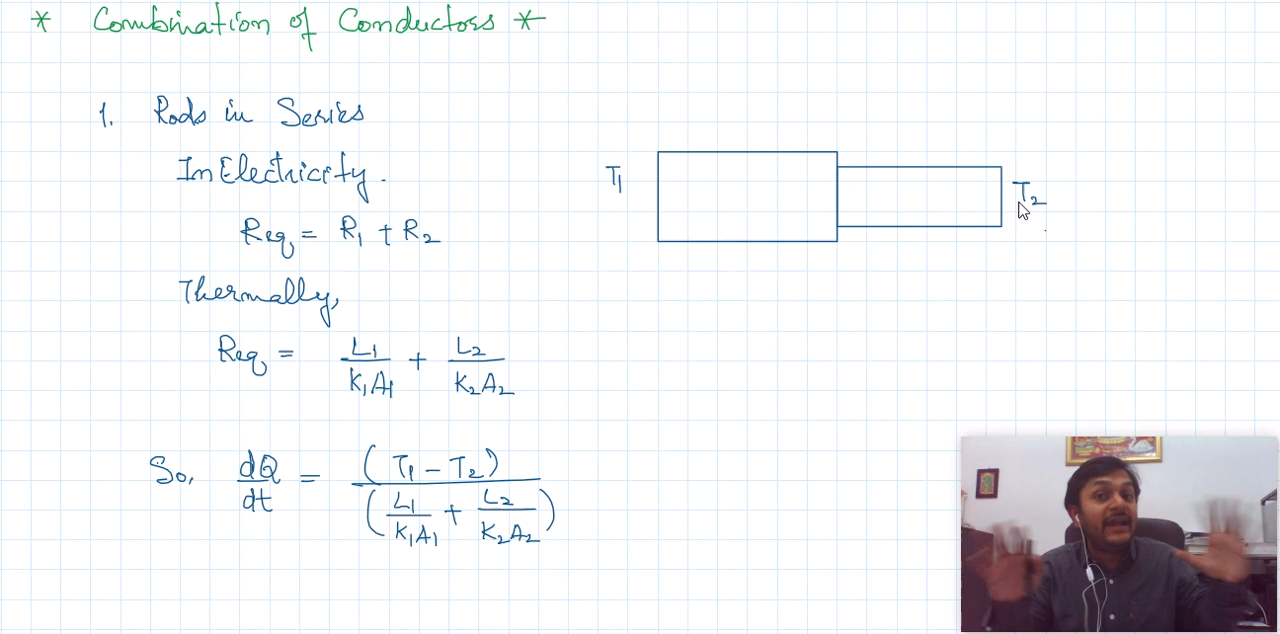 * Combination of Conductors *
1. Rods in Series
In Electricity.
Req = R1 + R2
Thermally,
Req = L1/K1A1 + L2/K2A2
So, dQ/dt = (T1 - T2)/(L1/K1A1 + L2/K2A2)
T1
T2